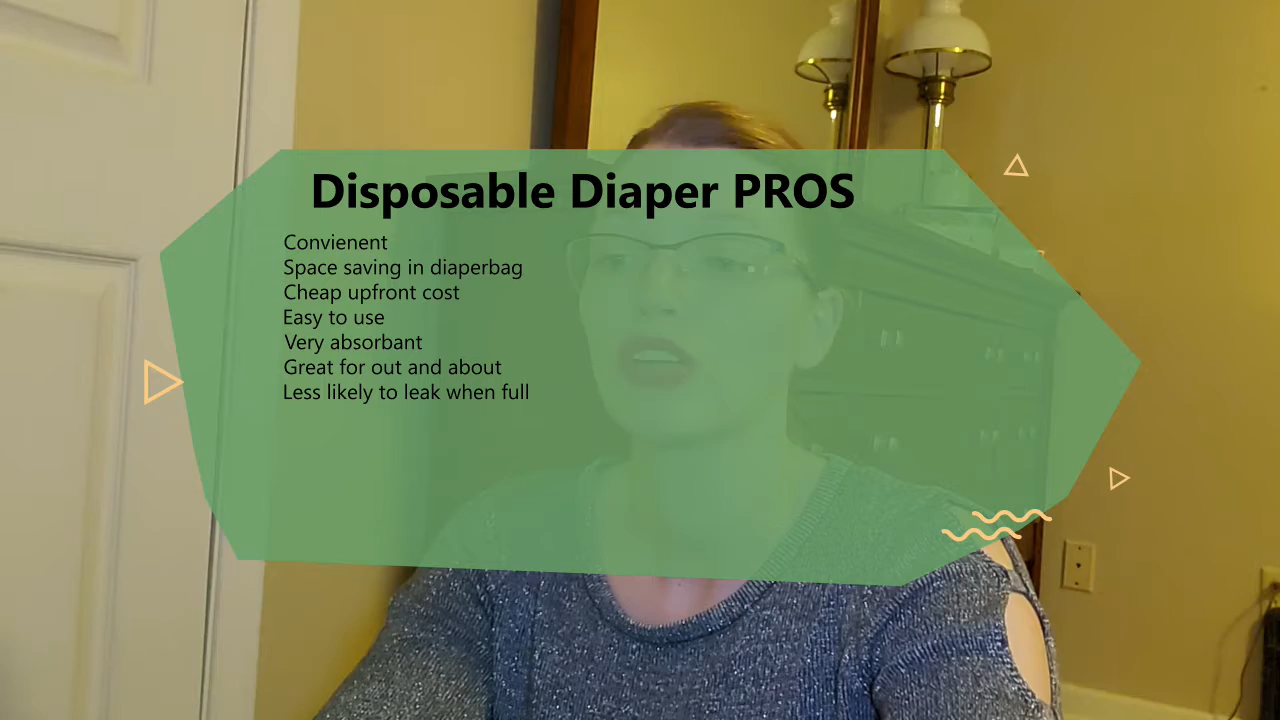 Disposable Diaper PROS
Convienent
Space saving in diaperbag
Cheap upfront cost
Easy to use
Very absorbant
Great for out and about
Less likely to leak when full